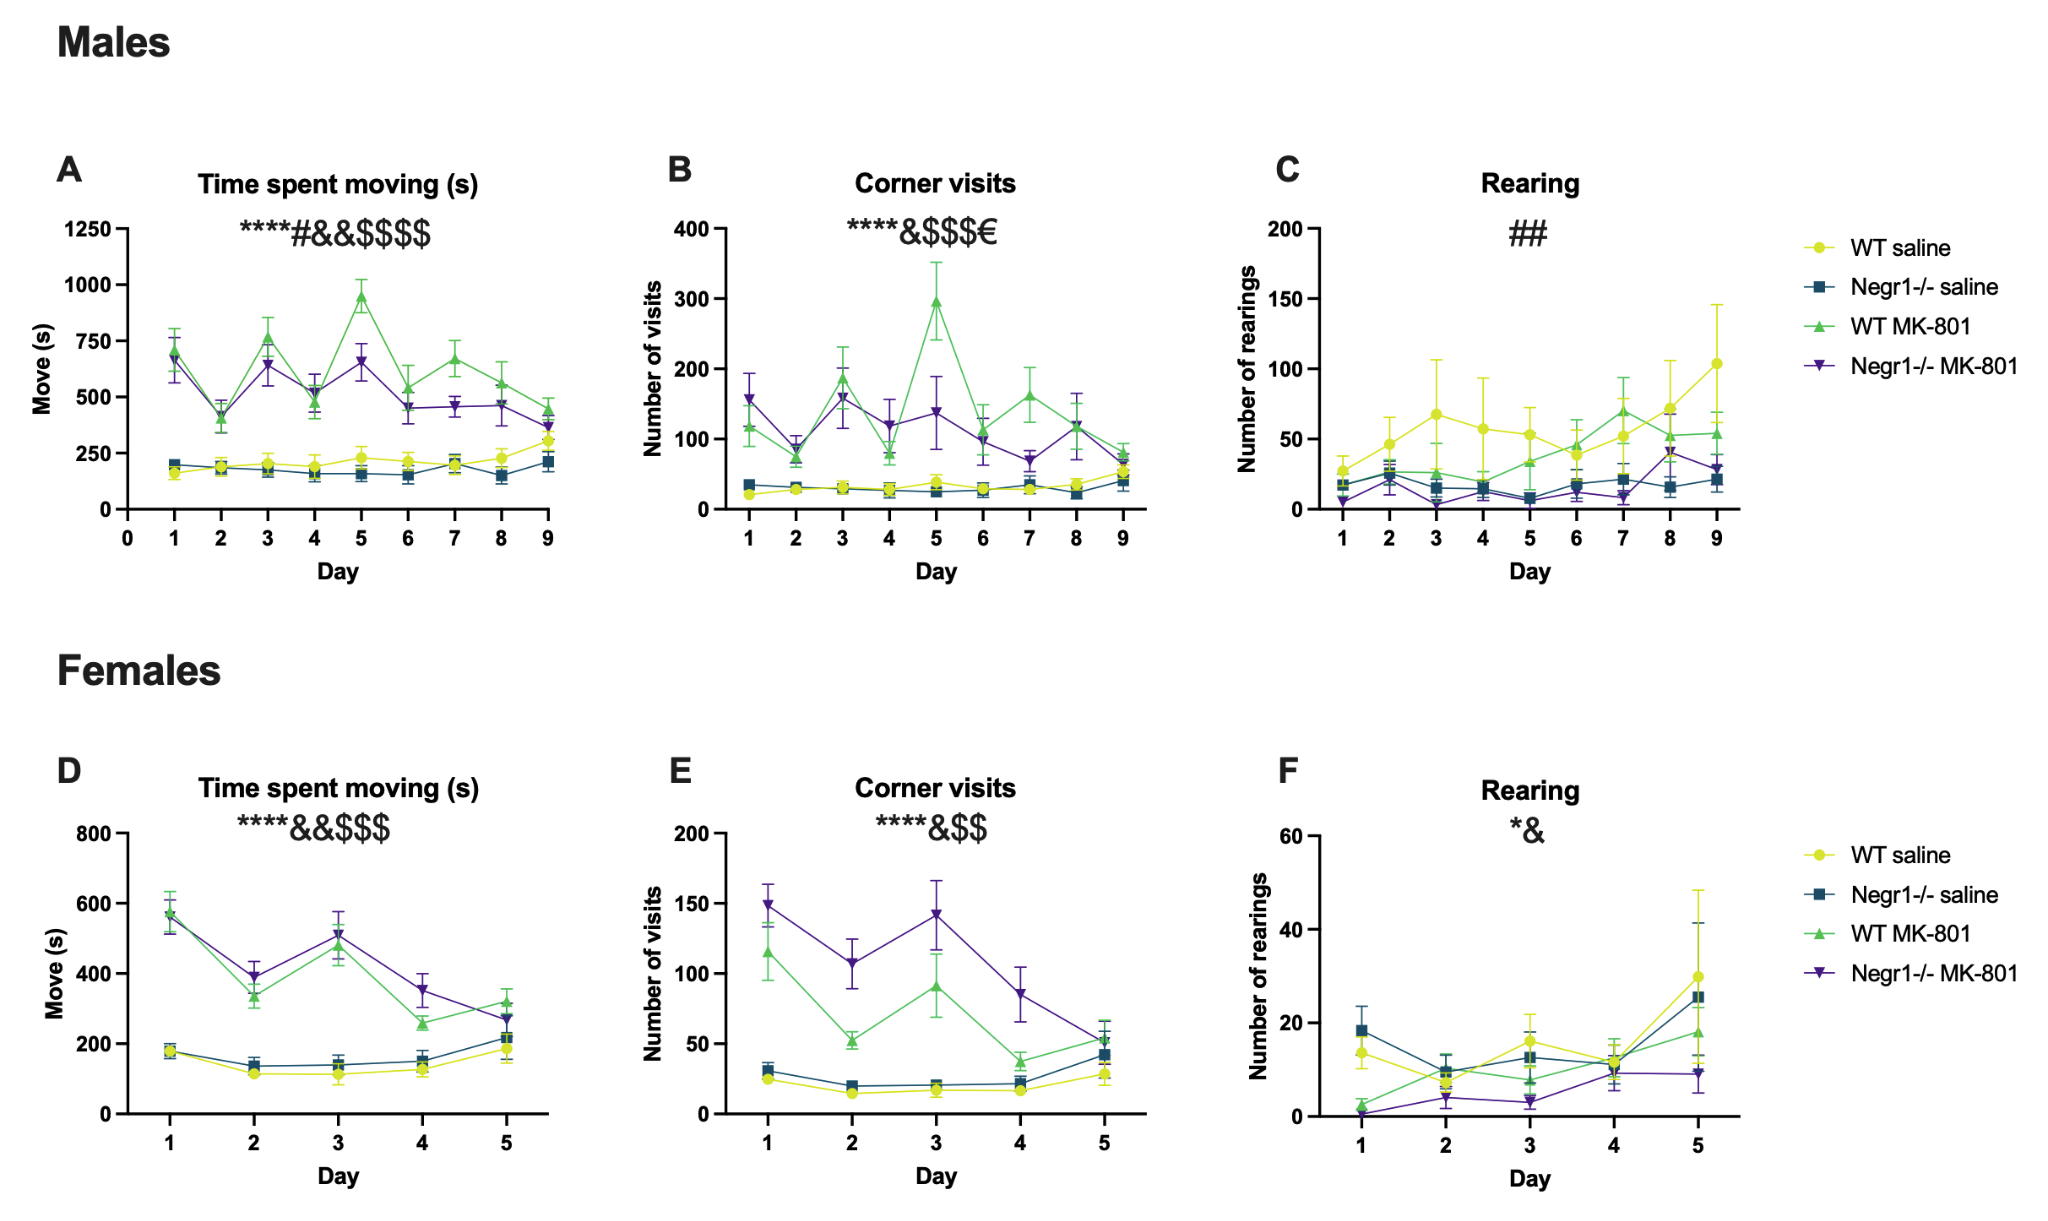 Males
A
Time spent moving (s)
****#&&$$$$
1250
1000
750
500
250
0
Move (s)
0 1 2 3 4 5 6 7 8 9
Day
B
Corner visits
****&$$$€
400
300
200
100
0
Number of visits
1 2 3 4 5 6 7 8 9
Day
C
Rearing
##
200
150
100
50
0
Number of rearings
1 2 3 4 5 6 7 8 9
Day
WT saline
Negr1-/- saline
WT MK-801
Negr1-/- MK-801
Females
D
Time spent moving (s)
****&&$$$
800
600
400
200
0
Move (s)
1 2 3 4 5
Day
E
Corner visits
****&$$
200
150
100
50
0
Number of visits
1 2 3 4 5
Day
F
Rearing
*&
60
40
20
0
Number of rearings
1 2 3 4 5
Day
WT saline
Negr1-/- saline
WT MK-801
Negr1-/- MK-801